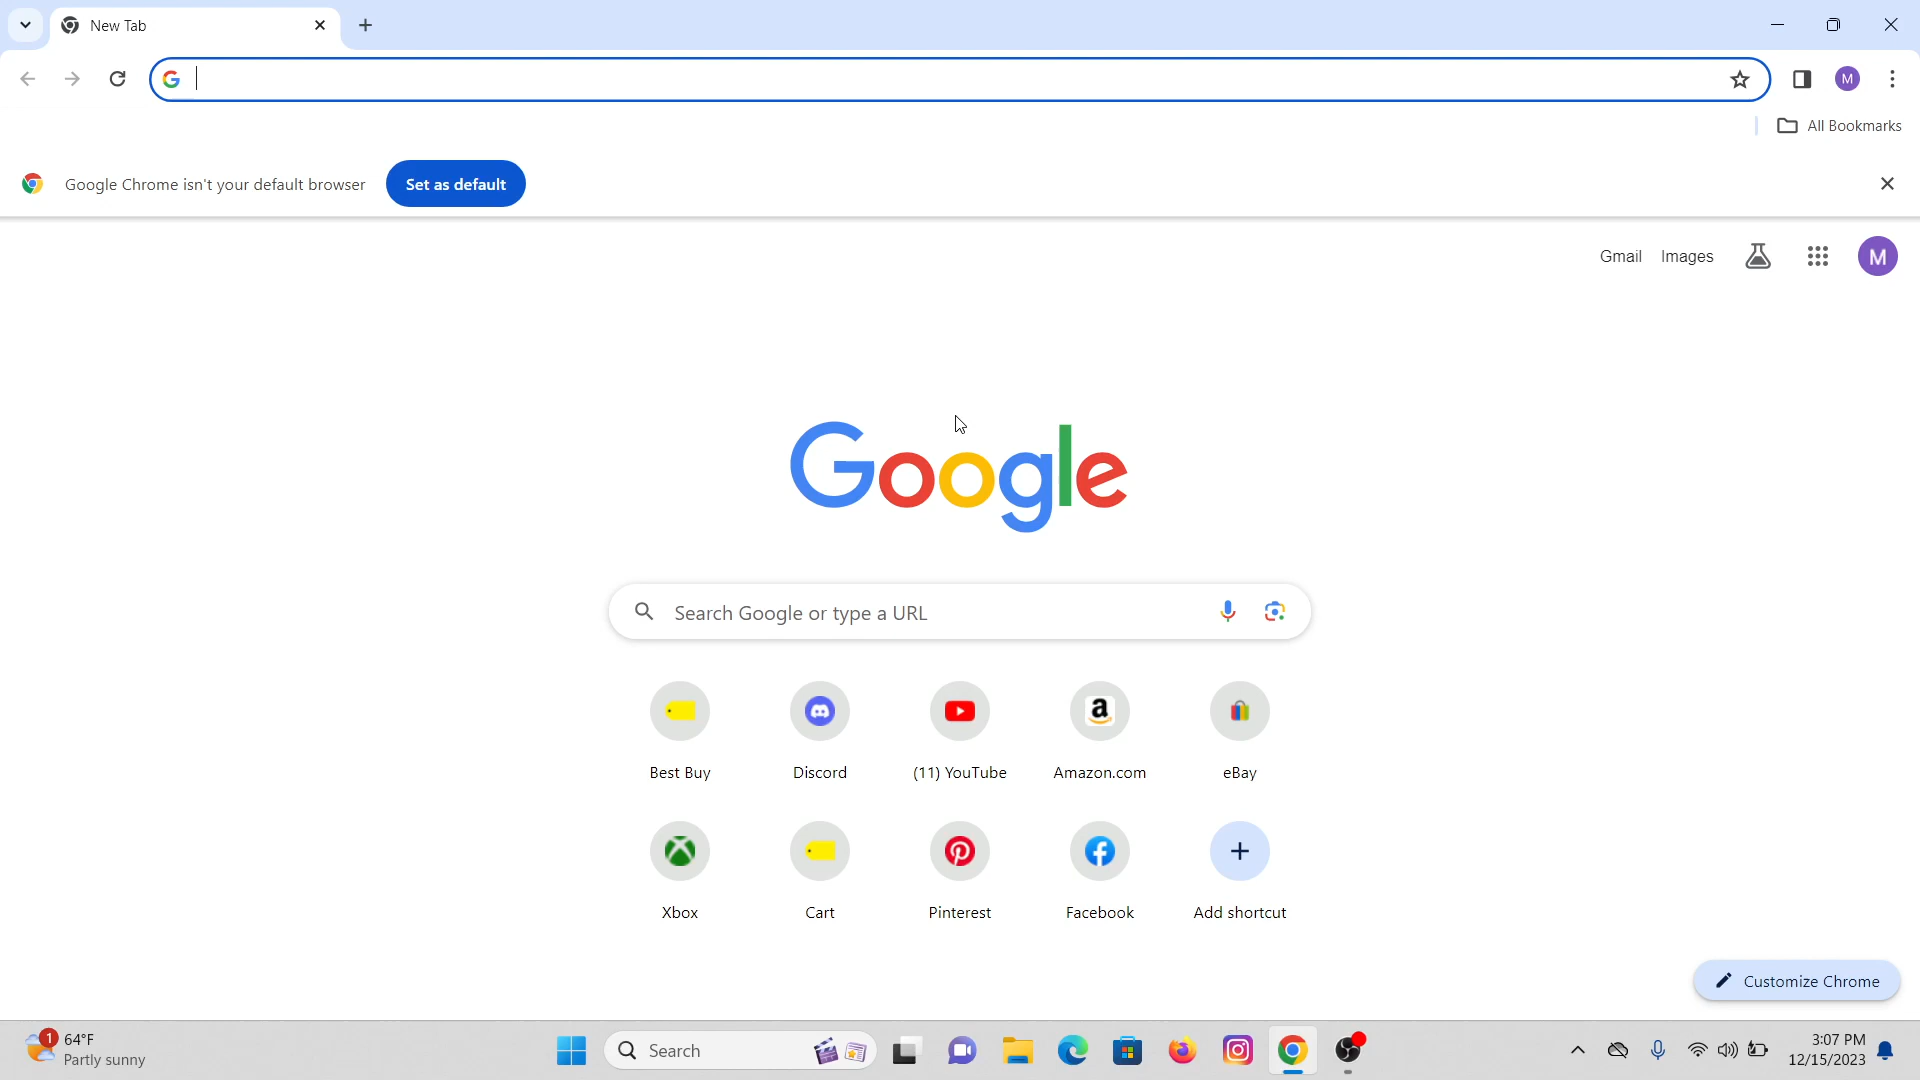 New Tab
All Bookmarks
Google Chrome isn't your default browser
Set as default
Gmail
Images
M
M
Google
Search Google or type a URL
Best Buy
Discord
(11) YouTube
Amazon.com
eBay
Xbox
Cart
Pinterest
Facebook
Add shortcut
Customize Chrome
1
64°F
Partly sunny
Search
3:07 PM
12/15/2023